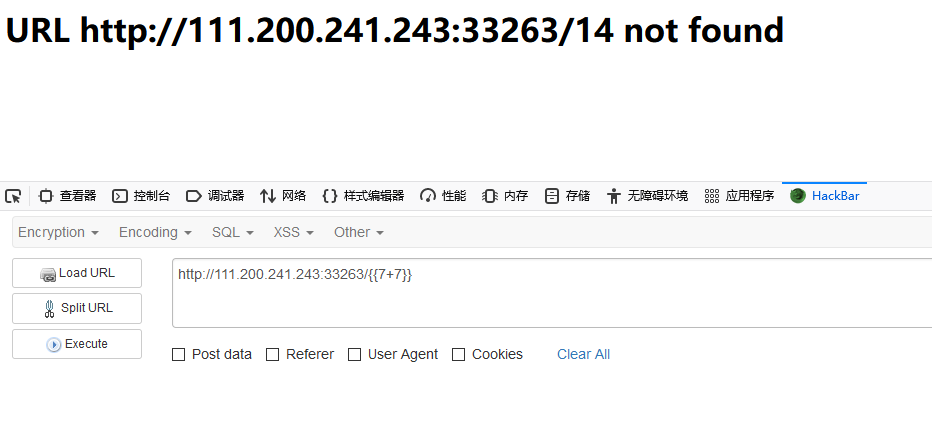 URL http://111.200.241.243:33263/14 not found
查看器 控制台 调试器 网络 样式编辑器 性能 内存 存储 无障碍环境 应用程序 HackBar
Encryption Encoding SQL XSS Other
Load URL http://111.200.241.243:33263/{{7+7}}
Split URL
Execute
Post data Referer User Agent Cookies Clear All